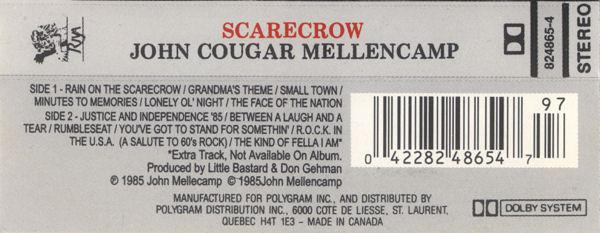 SCARECROW
JOHN COUGAR MELLENCAMP
824865-4
STEREO
SIDE 1 - RAIN ON THE SCARECROW / GRANDMA'S THEME / SMALL TOWN /
MINUTES TO MEMORIES / LONELY OL' NIGHT / THE FACE OF THE NATION
SIDE 2 - JUSTICE AND INDEPENDENCE '85 / BETWEEN A LAUGH AND A
TEAR / RUMBLESEAT / YOU'VE GOT TO STAND FOR SOMETHIN' / R.O.C.K. IN
THE U.S.A. (A SALUTE TO 60's ROCK) / THE KIND OF FELLA I AM*
*Extra Track, Not Available On Album.
Produced by Little Bastard & Don Gehman
℗ 1985 John Mellecamp © 1985John Mellencamp
97
0 42282 48654 7
MANUFACTURED FOR POLYGRAM INC., AND DISTRIBUTED BY
POLYGRAM DISTRIBUTION INC., 6000 COTE DE LIESSE, ST. LAURENT,
QUEBEC H4T 1E3 - MADE IN CANADA
DOLBY SYSTEM